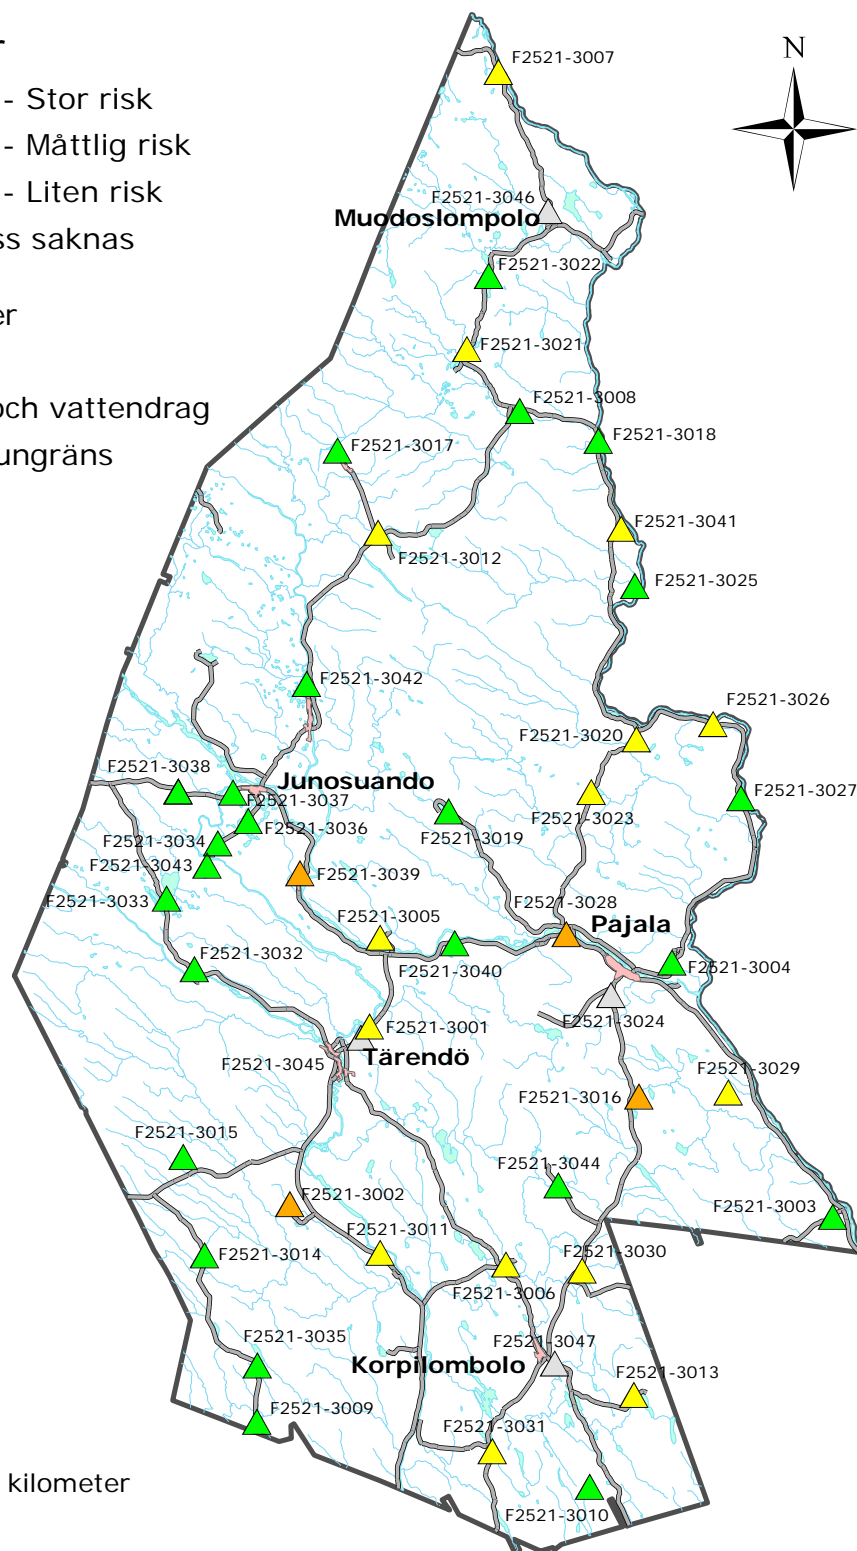 r
- Stor risk
- Måttlig risk
- Liten risk
ss saknas
er
och vattendrag
ungräns
N
F2521-3007
F2521-3046
Muodoslompolo
F2521-3022
F2521-3021
F2521-3008
F2521-3017
F2521-3018
F2521-3041
F2521-3012
F2521-3025
F2521-3042
F2521-3026
F2521-3020
F2521-3038
Junosuando
F2521-3037
F2521-3027
F2521-3023
F2521-3036
F2521-3034
F2521-3019
F2521-3043
F2521-3039
F2521-3033
F2521-3028
F2521-3005
Pajala
F2521-3032
F2521-3040
F2521-3004
F2521-3024
F2521-3001
F2521-3045
Tärendö
F2521-3029
F2521-3016
F2521-3015
F2521-3044
F2521-3002
F2521-3003
F2521-3011
F2521-3014
F2521-3030
F2521-3006
F2521-3035
F2521-3047
Korpilombolo
F2521-3013
F2521-3009
F2521-3031
kilometer
F2521-3010